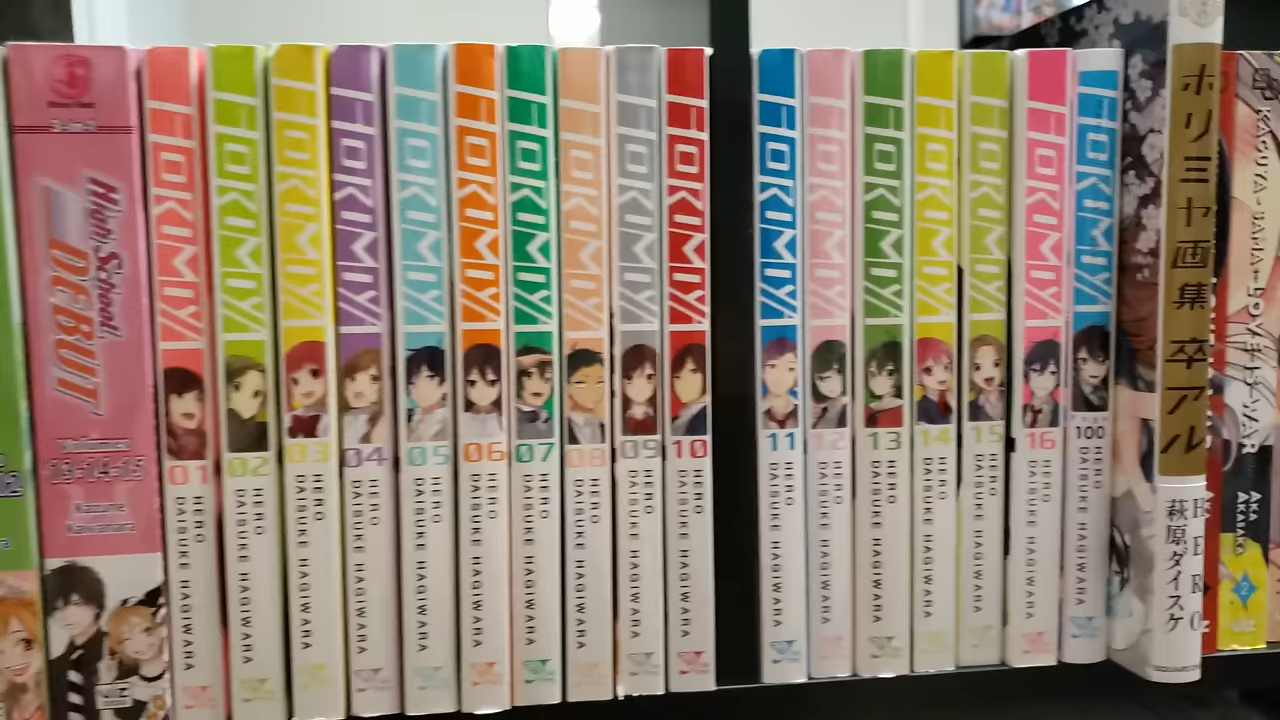 Shojo Beat
High School
DEBUT
Volumes
13•14•15
Kazune
Kawahara
VIZ
HORIMIYA
01
HERO
DAISUKE HAGIWARA
HORIMIYA
02
HERO
DAISUKE HAGIWARA
HORIMIYA
03
HERO
DAISUKE HAGIWARA
HORIMIYA
04
HERO
DAISUKE HAGIWARA
HORIMIYA
05
HERO
DAISUKE HAGIWARA
HORIMIYA
06
HERO
DAISUKE HAGIWARA
HORIMIYA
07
HERO
DAISUKE HAGIWARA
HORIMIYA
08
HERO
DAISUKE HAGIWARA
HORIMIYA
09
HERO
DAISUKE HAGIWARA
HORIMIYA
10
HERO
DAISUKE HAGIWARA
HORIMIYA
11
HERO
DAISUKE HAGIWARA
HORIMIYA
12
HERO
DAISUKE HAGIWARA
HORIMIYA
13
HERO
DAISUKE HAGIWARA
HORIMIYA
14
HERO
DAISUKE HAGIWARA
HORIMIYA
15
HERO
DAISUKE HAGIWARA
HORIMIYA
16
HERO
DAISUKE HAGIWARA
HORIMIYA
page
100
HERO
DAISUKE HAGIWARA
ホリミヤ画集 卒アル
HERO
萩原ダイスケ
KAGUYA-SAMA LOVE IS WAR
AKA
AKASAKA
2
VIZ